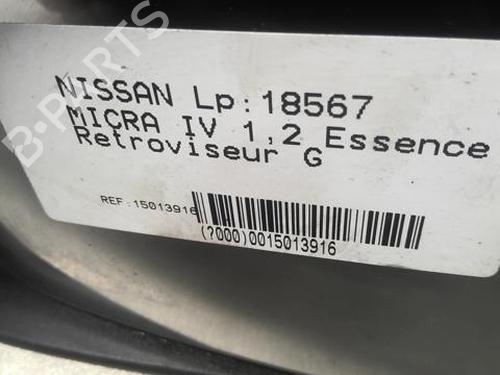 B-PARTS
NISSAN Lp:18567
MICRA IV 1,2 Essence
Retroviseur G
REF:15013916
(?000)0015013916